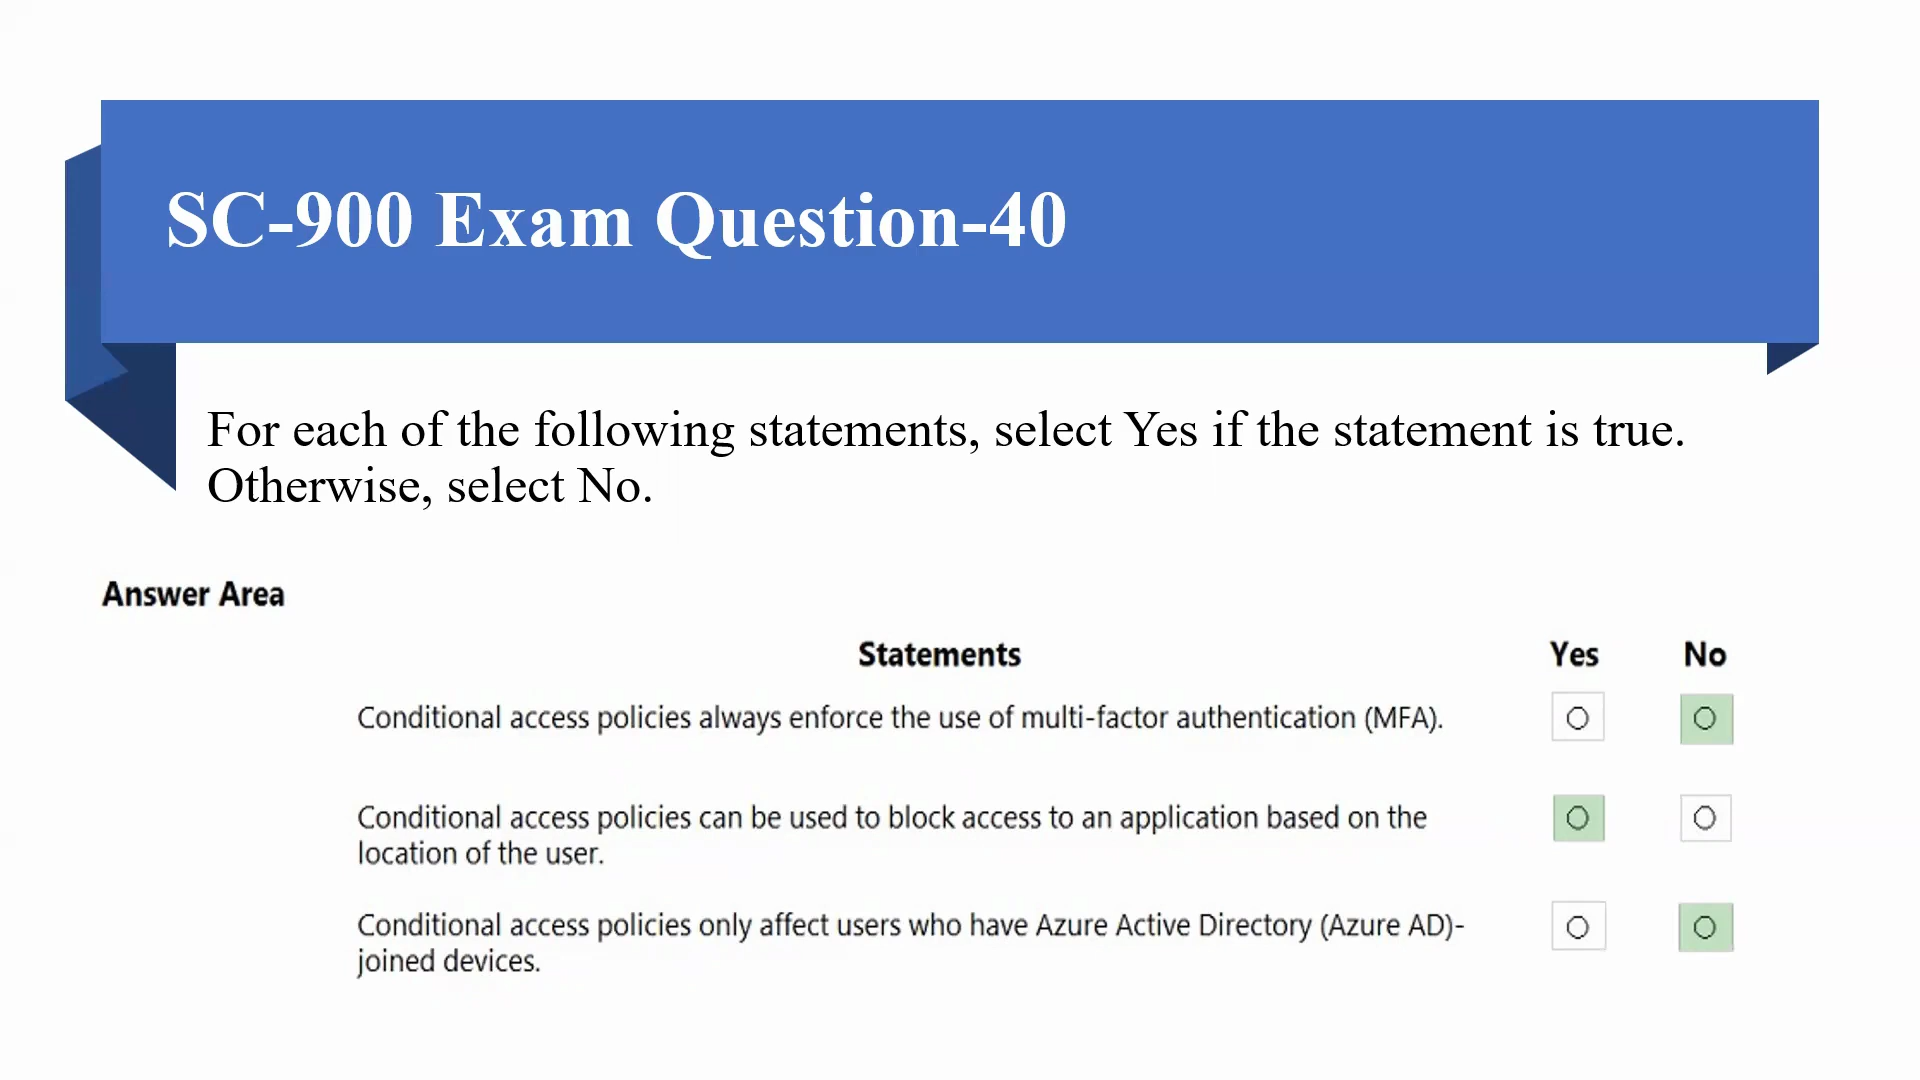 SC-900 Exam Question-40
For each of the following statements, select Yes if the statement is true.
Otherwise, select No.
Answer Area
Statements Yes No
Conditional access policies always enforce the use of multi-factor authentication (MFA).
Conditional access policies can be used to block access to an application based on the
location of the user.
Conditional access policies only affect users who have Azure Active Directory (Azure AD)-
joined devices.